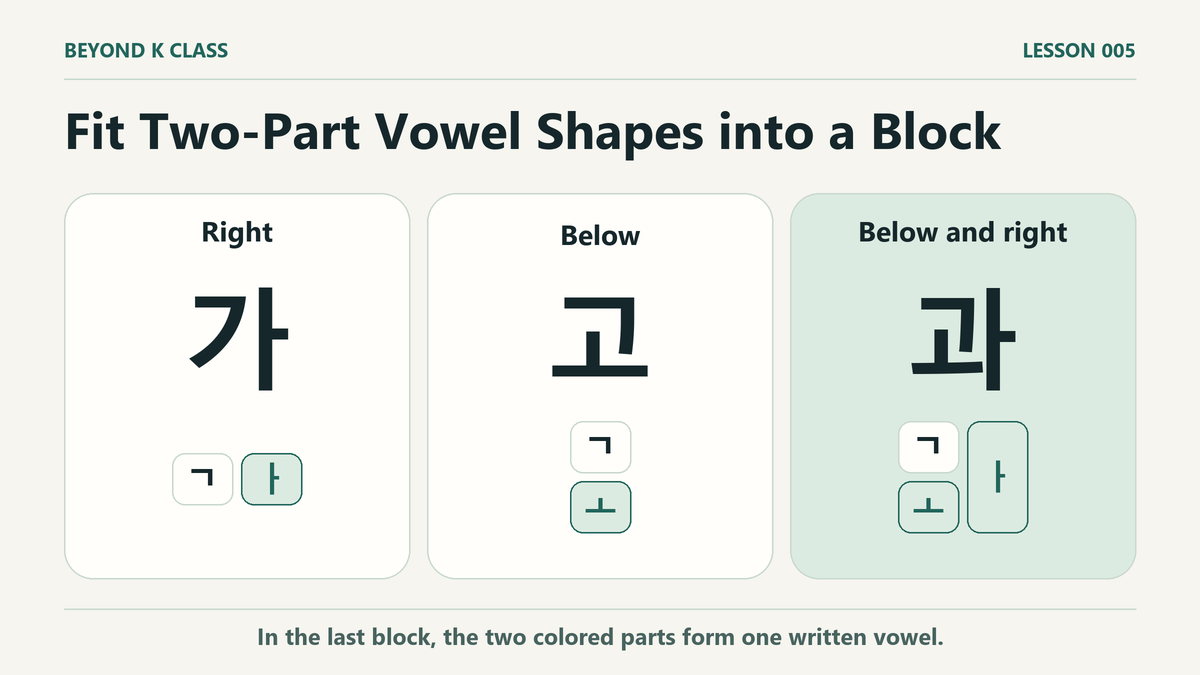 BEYOND K CLASS
LESSON 005
Fit Two-Part Vowel Shapes into a Block
Right
가
ㄱ ㅏ
Below
고
ㄱ
ㅗ
Below and right
과
ㄱ ㅏ
ㅗ
In the last block, the two colored parts form one written vowel.